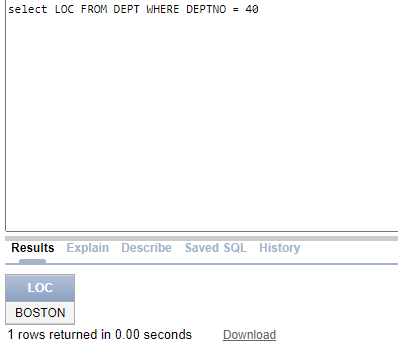 select LOC FROM DEPT WHERE DEPTNO = 40
Results Explain Describe Saved SQL History
LOC
BOSTON
1 rows returned in 0.00 seconds Download